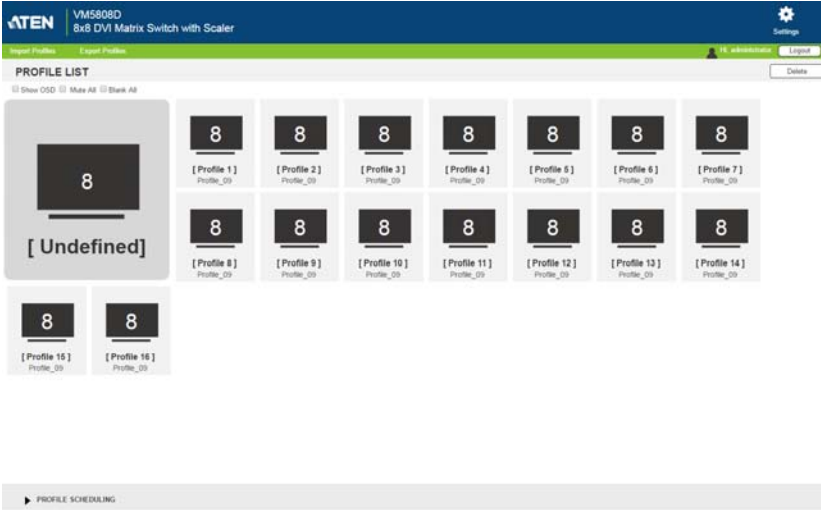 ATEN
VM5808D
8x8 DVI Matrix Switch with Scaler
Settings
Import Profiles Export Profiles
Hi, administrator Logout
PROFILE LIST
Delete
Show OSD Mute All Blank All
8
[ Undefined]
8 8 8 8 8 8 8
[ Profile 1 ] [ Profile 2 ] [ Profile 3 ] [ Profile 4 ] [ Profile 5 ] [ Profile 6 ] [ Profile 7 ]
Profile_09 Profile_09 Profile_09 Profile_09 Profile_09 Profile_09 Profile_09
8 8 8 8 8 8 8
[ Profile 8 ] [ Profile 9 ] [ Profile 10 ] [ Profile 11 ] [ Profile 12 ] [ Profile 13 ] [ Profile 14 ]
Profile_09 Profile_09 Profile_09 Profile_09 Profile_09 Profile_09 Profile_09
8 8
[ Profile 15 ] [ Profile 16 ]
Profile_09 Profile_09
PROFILE SCHEDULING